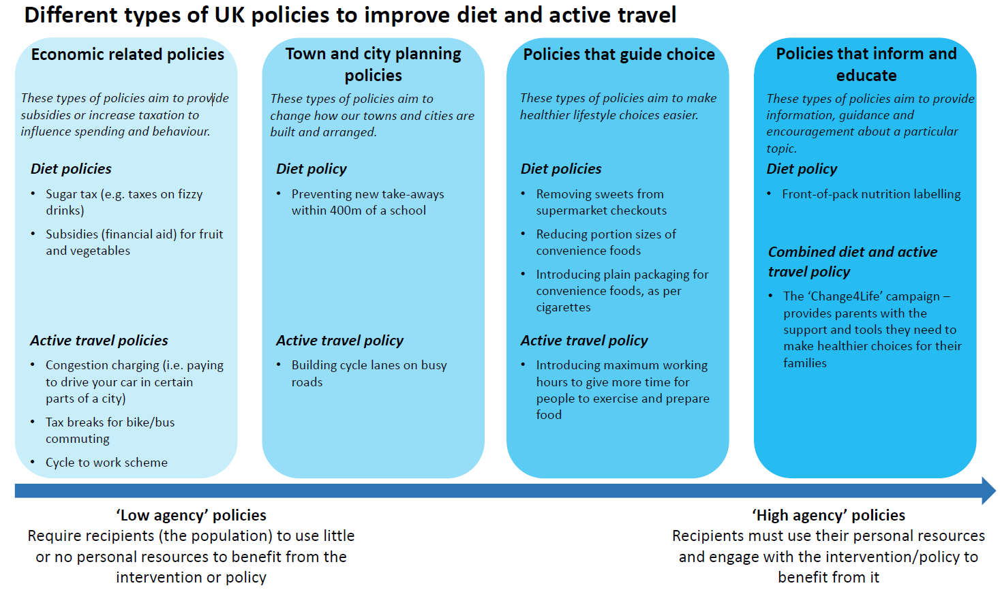 Different types of UK policies to improve diet and active travel
Economic related policies
These types of policies aim to provide
subsidies or increase taxation to
influence spending and behaviour.
Diet policies
• Sugar tax (e.g. taxes on fizzy
drinks)
• Subsidies (financial aid) for fruit
and vegetables
Active travel policies
• Congestion charging (i.e. paying
to drive your car in certain
parts of a city)
• Tax breaks for bike/bus
commuting
• Cycle to work scheme
Town and city planning
policies
These types of policies aim to
change how our towns and cities are
built and arranged.
Diet policy
• Preventing new take-aways
within 400m of a school
Active travel policy
• Building cycle lanes on busy
roads
Policies that guide choice
These types of policies aim to make
healthier lifestyle choices easier.
Diet policies
• Removing sweets from
supermarket checkouts
• Reducing portion sizes of
convenience foods
• Introducing plain packaging for
convenience foods, as per
cigarettes
Active travel policy
• Introducing maximum working
hours to give more time for
people to exercise and prepare
food
Policies that inform and
educate
These types of policies aim to provide
information, guidance and
encouragement about a particular
topic.
Diet policy
• Front-of-pack nutrition labelling
Combined diet and active
travel policy
• The ‘Change4Life’ campaign –
provides parents with the
support and tools they need to
make healthier choices for their
families
‘Low agency’ policies
Require recipients (the population) to use little
or no personal resources to benefit from the
intervention or policy
‘High agency’ policies
Recipients must use their personal resources
and engage with the intervention/policy to
benefit from it